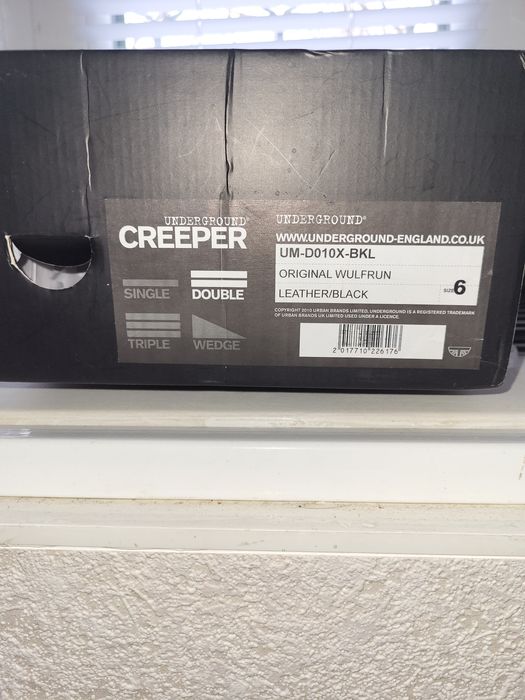 UNDERGROUND®
CREEPER
SINGLE
DOUBLE
TRIPLE
WEDGE
UNDERGROUND®
WWW.UNDERGROUND-ENGLAND.CO.UK
UM-D010X-BKL
ORIGINAL WULFRUN
LEATHER/BLACK
SIZE 6
COPYRIGHT 2010 URBAN BRANDS LIMITED. UNDERGROUND IS A REGISTERED TRADEMARK
OF URBAN BRANDS UK LIMITED USED UNDER A LICENCE.
2 017710 226176